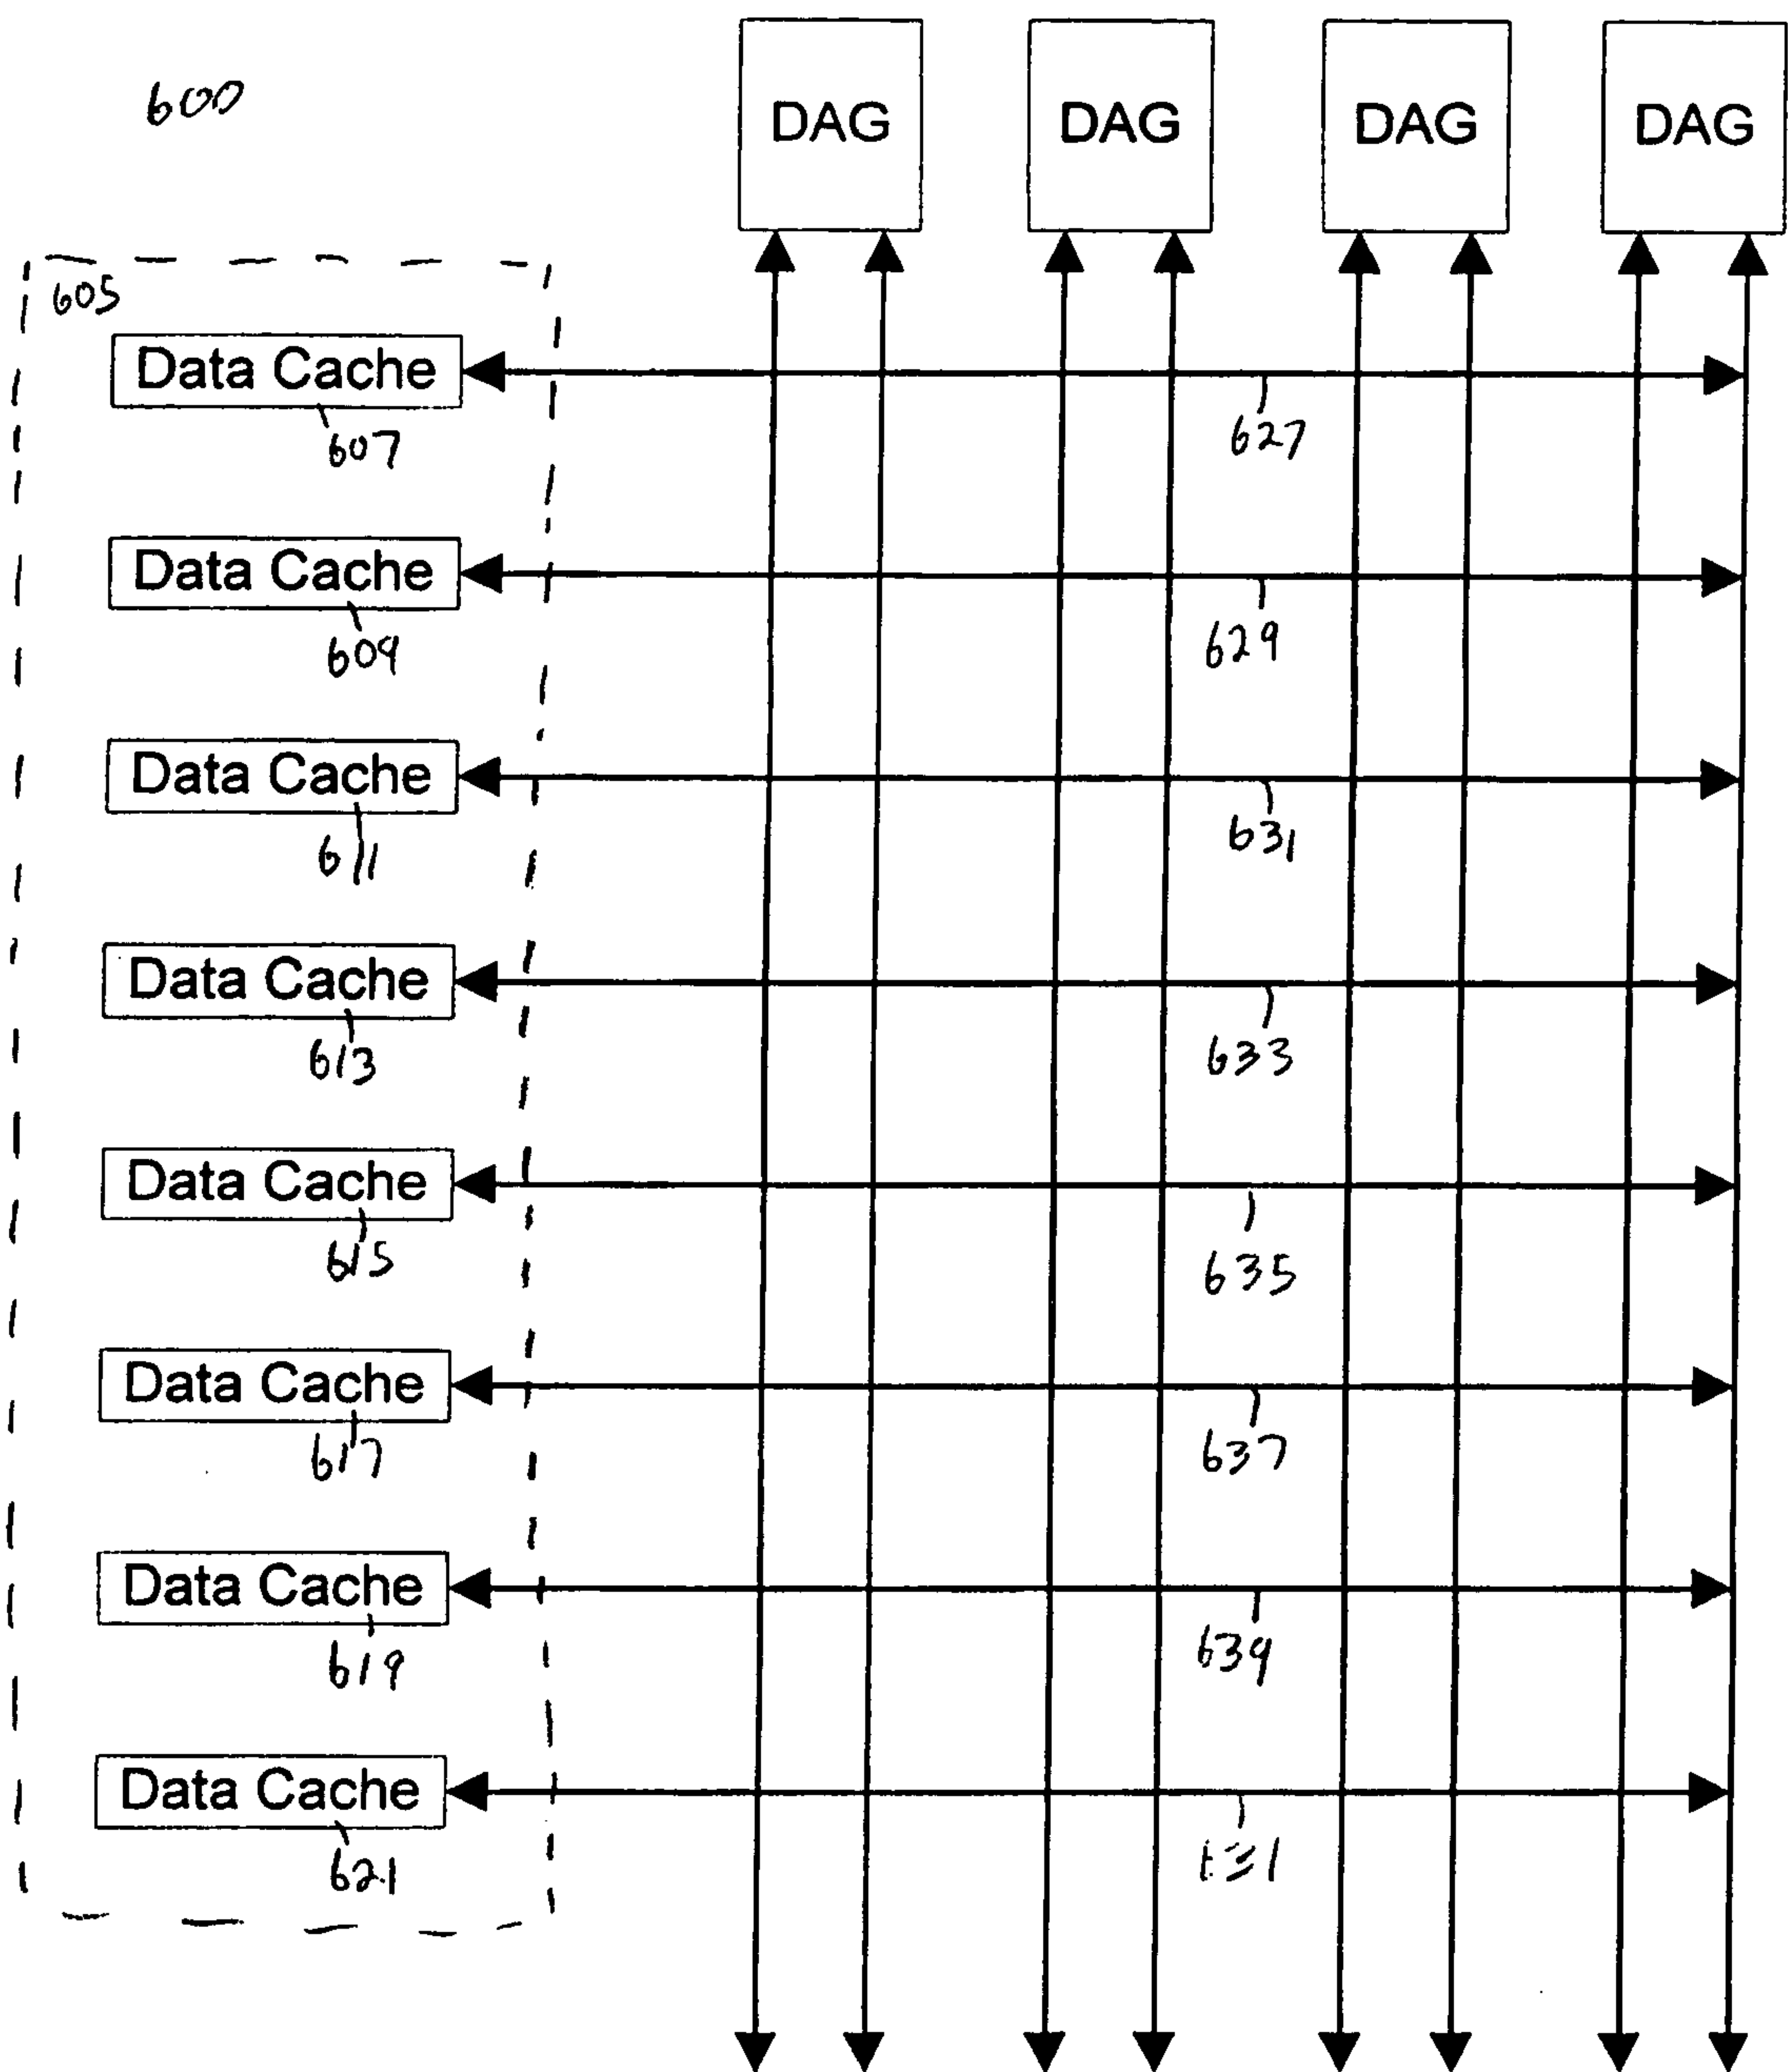 600
DAG DAG DAG DAG
605
Data Cache
607
627
Data Cache
609
629
Data Cache
611
631
Data Cache
613
633
Data Cache
615
635
Data Cache
617
637
Data Cache
619
639
Data Cache
621